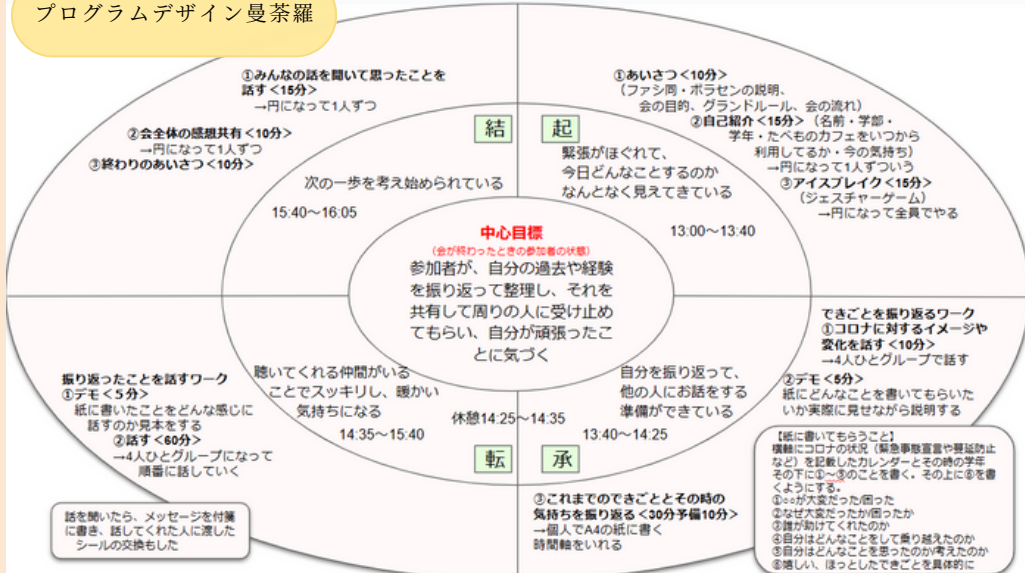 プログラムデザイン曼荼羅
①みんなの話を聞いて思ったことを
話す<15分>
→円になって1人ずつ
②会全体の感想共有<10分>
→円になって1人ずつ
③終わりのあいさつ<10分>
結
次の一歩を考え始められている
15:40～16:05
①あいさつ<10分>
(ファシ同・ボラセンの説明、
会の目的、グランドルール、会の流れ)
②自己紹介<15分>(名前・学部・
学年・たべものカフェをいつから
利用してるか・今の気持ち)
→円になって1人ずついう
③アイスブレイク<15分>
(ジェスチャーゲーム)
→円になって全員でやる
起
緊張がほぐれて、
今日どんなことするのか
なんとなく見えてきている
13:00～13:40
中心目標
(会が終わったときの参加者の状態)
参加者が、自分の過去や経験
を振り返って整理し、それを
共有して周りの人に受け止め
てもらい、自分が頑張ったこ
とに気づく
できごとを振り返るワーク
①コロナに対するイメージや
変化を話す<10分>
→4人ひとグループで話す
②デモ<5分>
紙にどんなことを書いてもらいた
いか実際に見せながら説明する
自分を振り返って、
他の人にお話をする
準備ができている
13:40～14:25
承
③これまでのできごととその時の
気持ちを振り返る<30分予備10分>
→個人でA4の紙に書く
時間軸をいれる
【紙に書いてもらうこと】
横軸にコロナの状況(緊急事態宣言や蔓延防止
など)を記載したカレンダーとその時の学年
その下に①～⑤のことを書く。その上に⑥を書
くようにする。
①○○が大変だった/困った
②なぜ大変だったか/困ったか
③誰が助けてくれたのか
④自分はどんなことをして乗り越えたのか
⑤自分はどんなことを思ったのか/考えたのか
⑥嬉しい、ほっとしたできごとを具体的に
休憩14:25～14:35
聴いてくれる仲間がいる
ことでスッキリし、暖かい
気持ちになる
14:35～15:40
転
振り返ったことを話すワーク
①デモ<5分>
紙に書いたことをどんな感じに
話すのか見本をする
②話す<60分>
→4人ひとグループになって
順番に話していく
話を聞いたら、メッセージを付箋
に書き、話してくれた人に渡した
シールの交換もした